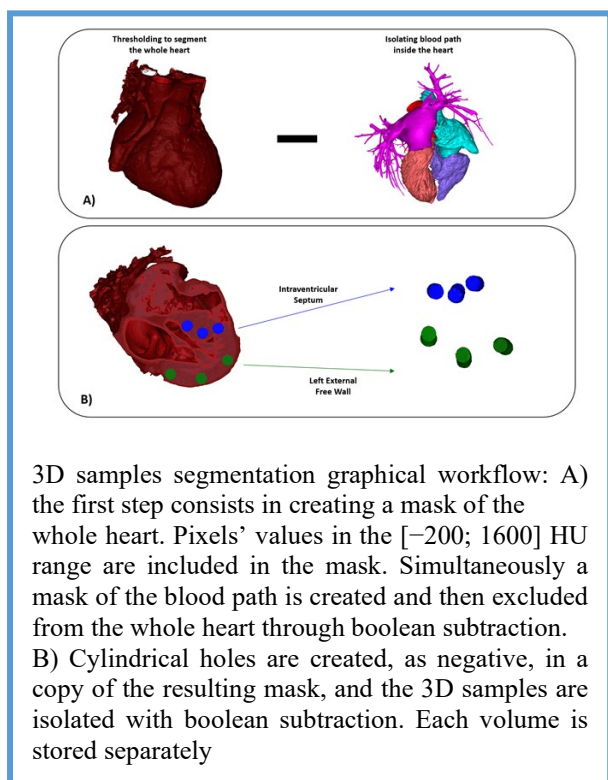 Thresholding to segment
the whole heart
Isolating blood path
inside the heart
A)
Intraventricular
Septum
Left External
Free Wall
B)
3D samples segmentation graphical workflow: A)
the first step consists in creating a mask of the
whole heart. Pixels’ values in the [−200; 1600] HU
range are included in the mask. Simultaneously a
mask of the blood path is created and then excluded
from the whole heart through boolean subtraction.
B) Cylindrical holes are created, as negative, in a
copy of the resulting mask, and the 3D samples are
isolated with boolean subtraction. Each volume is
stored separately